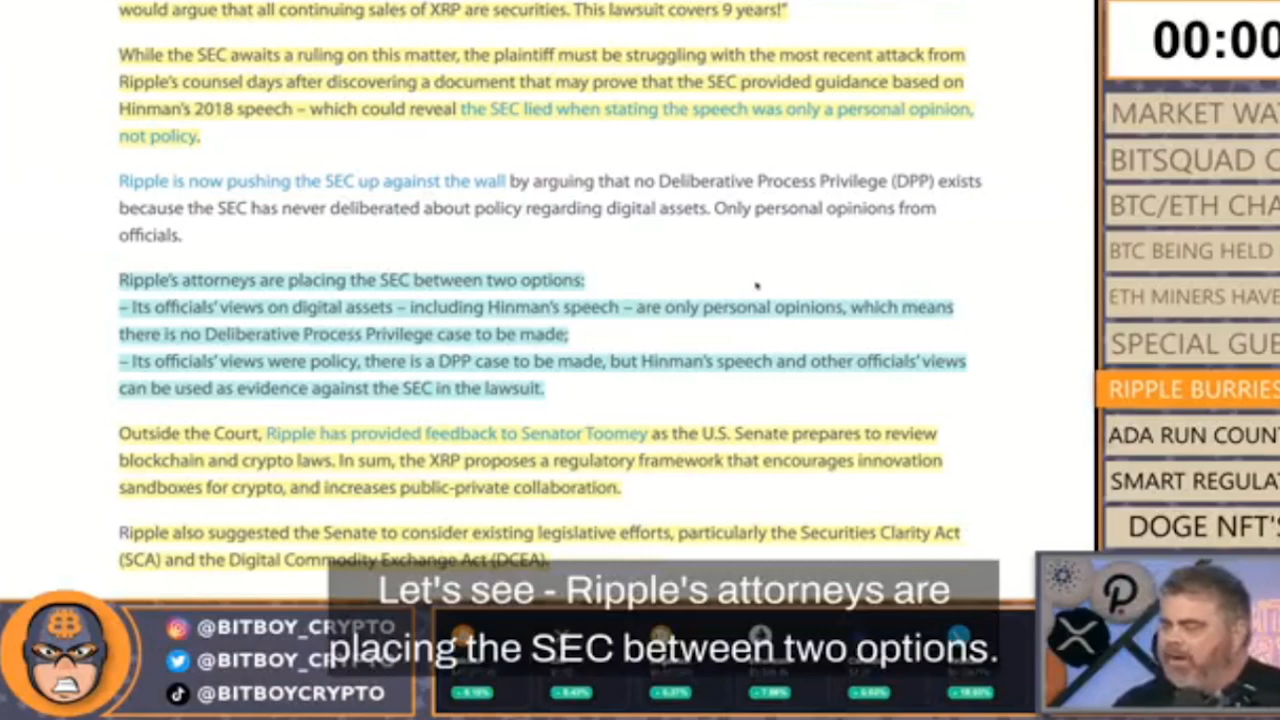 would argue that all continuing sales of XRP are securities. This lawsuit covers 9 years!"
While the SEC awaits a ruling on this matter, the plaintiff must be struggling with the most recent attack from
Ripple's counsel days after discovering a document that may prove that the SEC provided guidance based on
Hinman's 2018 speech – which could reveal the SEC lied when stating the speech was only a personal opinion,
not policy.
Ripple is now pushing the SEC up against the wall by arguing that no Deliberative Process Privilege (DPP) exists
because the SEC has never deliberated about policy regarding digital assets. Only personal opinions from
officials.
Ripple's attorneys are placing the SEC between two options:
– Its officials' views on digital assets – including Hinman's speech – are only personal opinions, which means
there is no Deliberative Process Privilege case to be made;
– Its officials' views were policy, there is a DPP case to be made, but Hinman's speech and other officials' views
can be used as evidence against the SEC in the lawsuit.
Outside the Court, Ripple has provided feedback to Senator Toomey as the U.S. Senate prepares to review
blockchain and crypto laws. In sum, the XRP proposes a regulatory framework that encourages innovation
sandboxes for crypto, and increases public-private collaboration.
Ripple also suggested the Senate to consider existing legislative efforts, particularly the Securities Clarity Act
(SCA) and the Digital Commodity Exchange Act (DCEA).
00:00
MARKET WA
BITSQUAD
BTC/ETH CHA
BTC BEING HELD
ETH MINERS HAVE
SPECIAL GUE
RIPPLE BURRIES
ADA RUN COUN
SMART REGULA
DOGE NFT'S
Let's see - Ripple's attorneys are
placing the SEC between two options.
@BITBOY_CRYPTO
@BITBOY_CRYPTO
@BITBOYCRYPTO